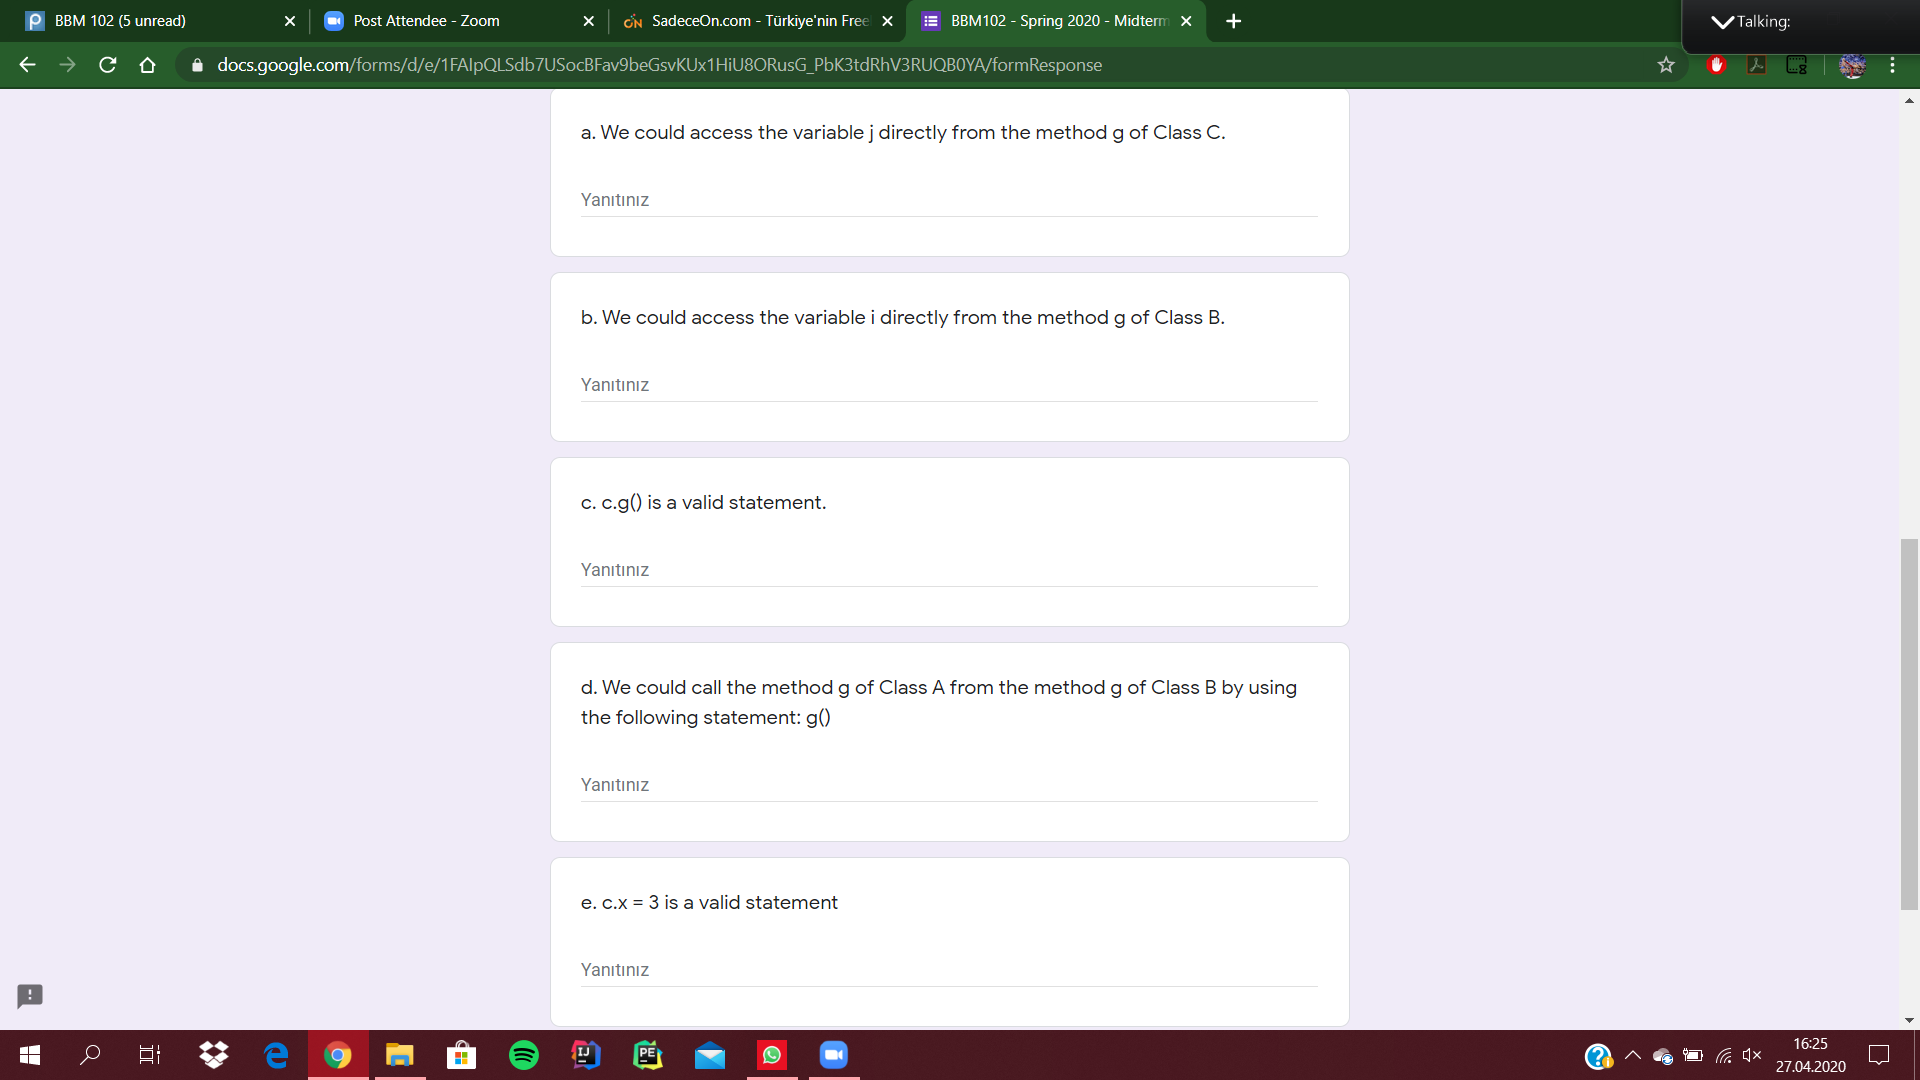 BBM 102 (5 unread)
Post Attendee - Zoom
SadeceOn.com - Türkiye'nin Free
BBM102 - Spring 2020 - Midterm
Talking:
docs.google.com/forms/d/e/1FAIpQLSdb7USocBFav9beGsvKUx1HiU8ORusG_PbK3tdRhV3RUQB0YA/formResponse
a. We could access the variable j directly from the method g of Class C.
Yanıtınız
b. We could access the variable i directly from the method g of Class B.
Yanıtınız
c. c.g() is a valid statement.
Yanıtınız
d. We could call the method g of Class A from the method g of Class B by using
the following statement: g()
Yanıtınız
e. c.x = 3 is a valid statement
Yanıtınız
16:25
27.04.2020